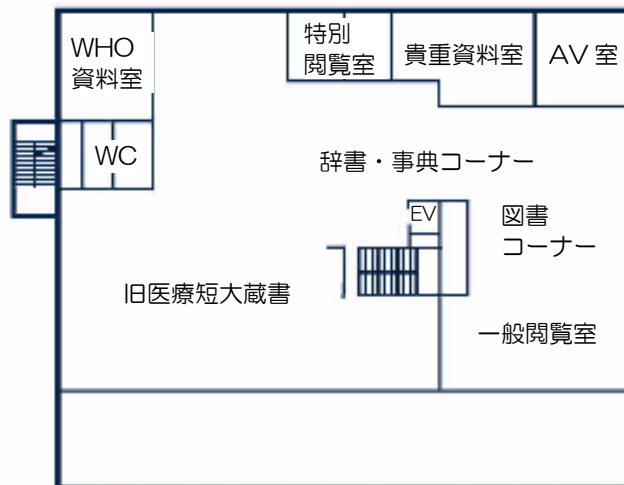 WHO
資料室
特別
閲覧室
貴重資料室
AV 室
WC
辞書・事典コーナー
EV
図書
コーナー
旧医療短大蔵書
一般閲覧室